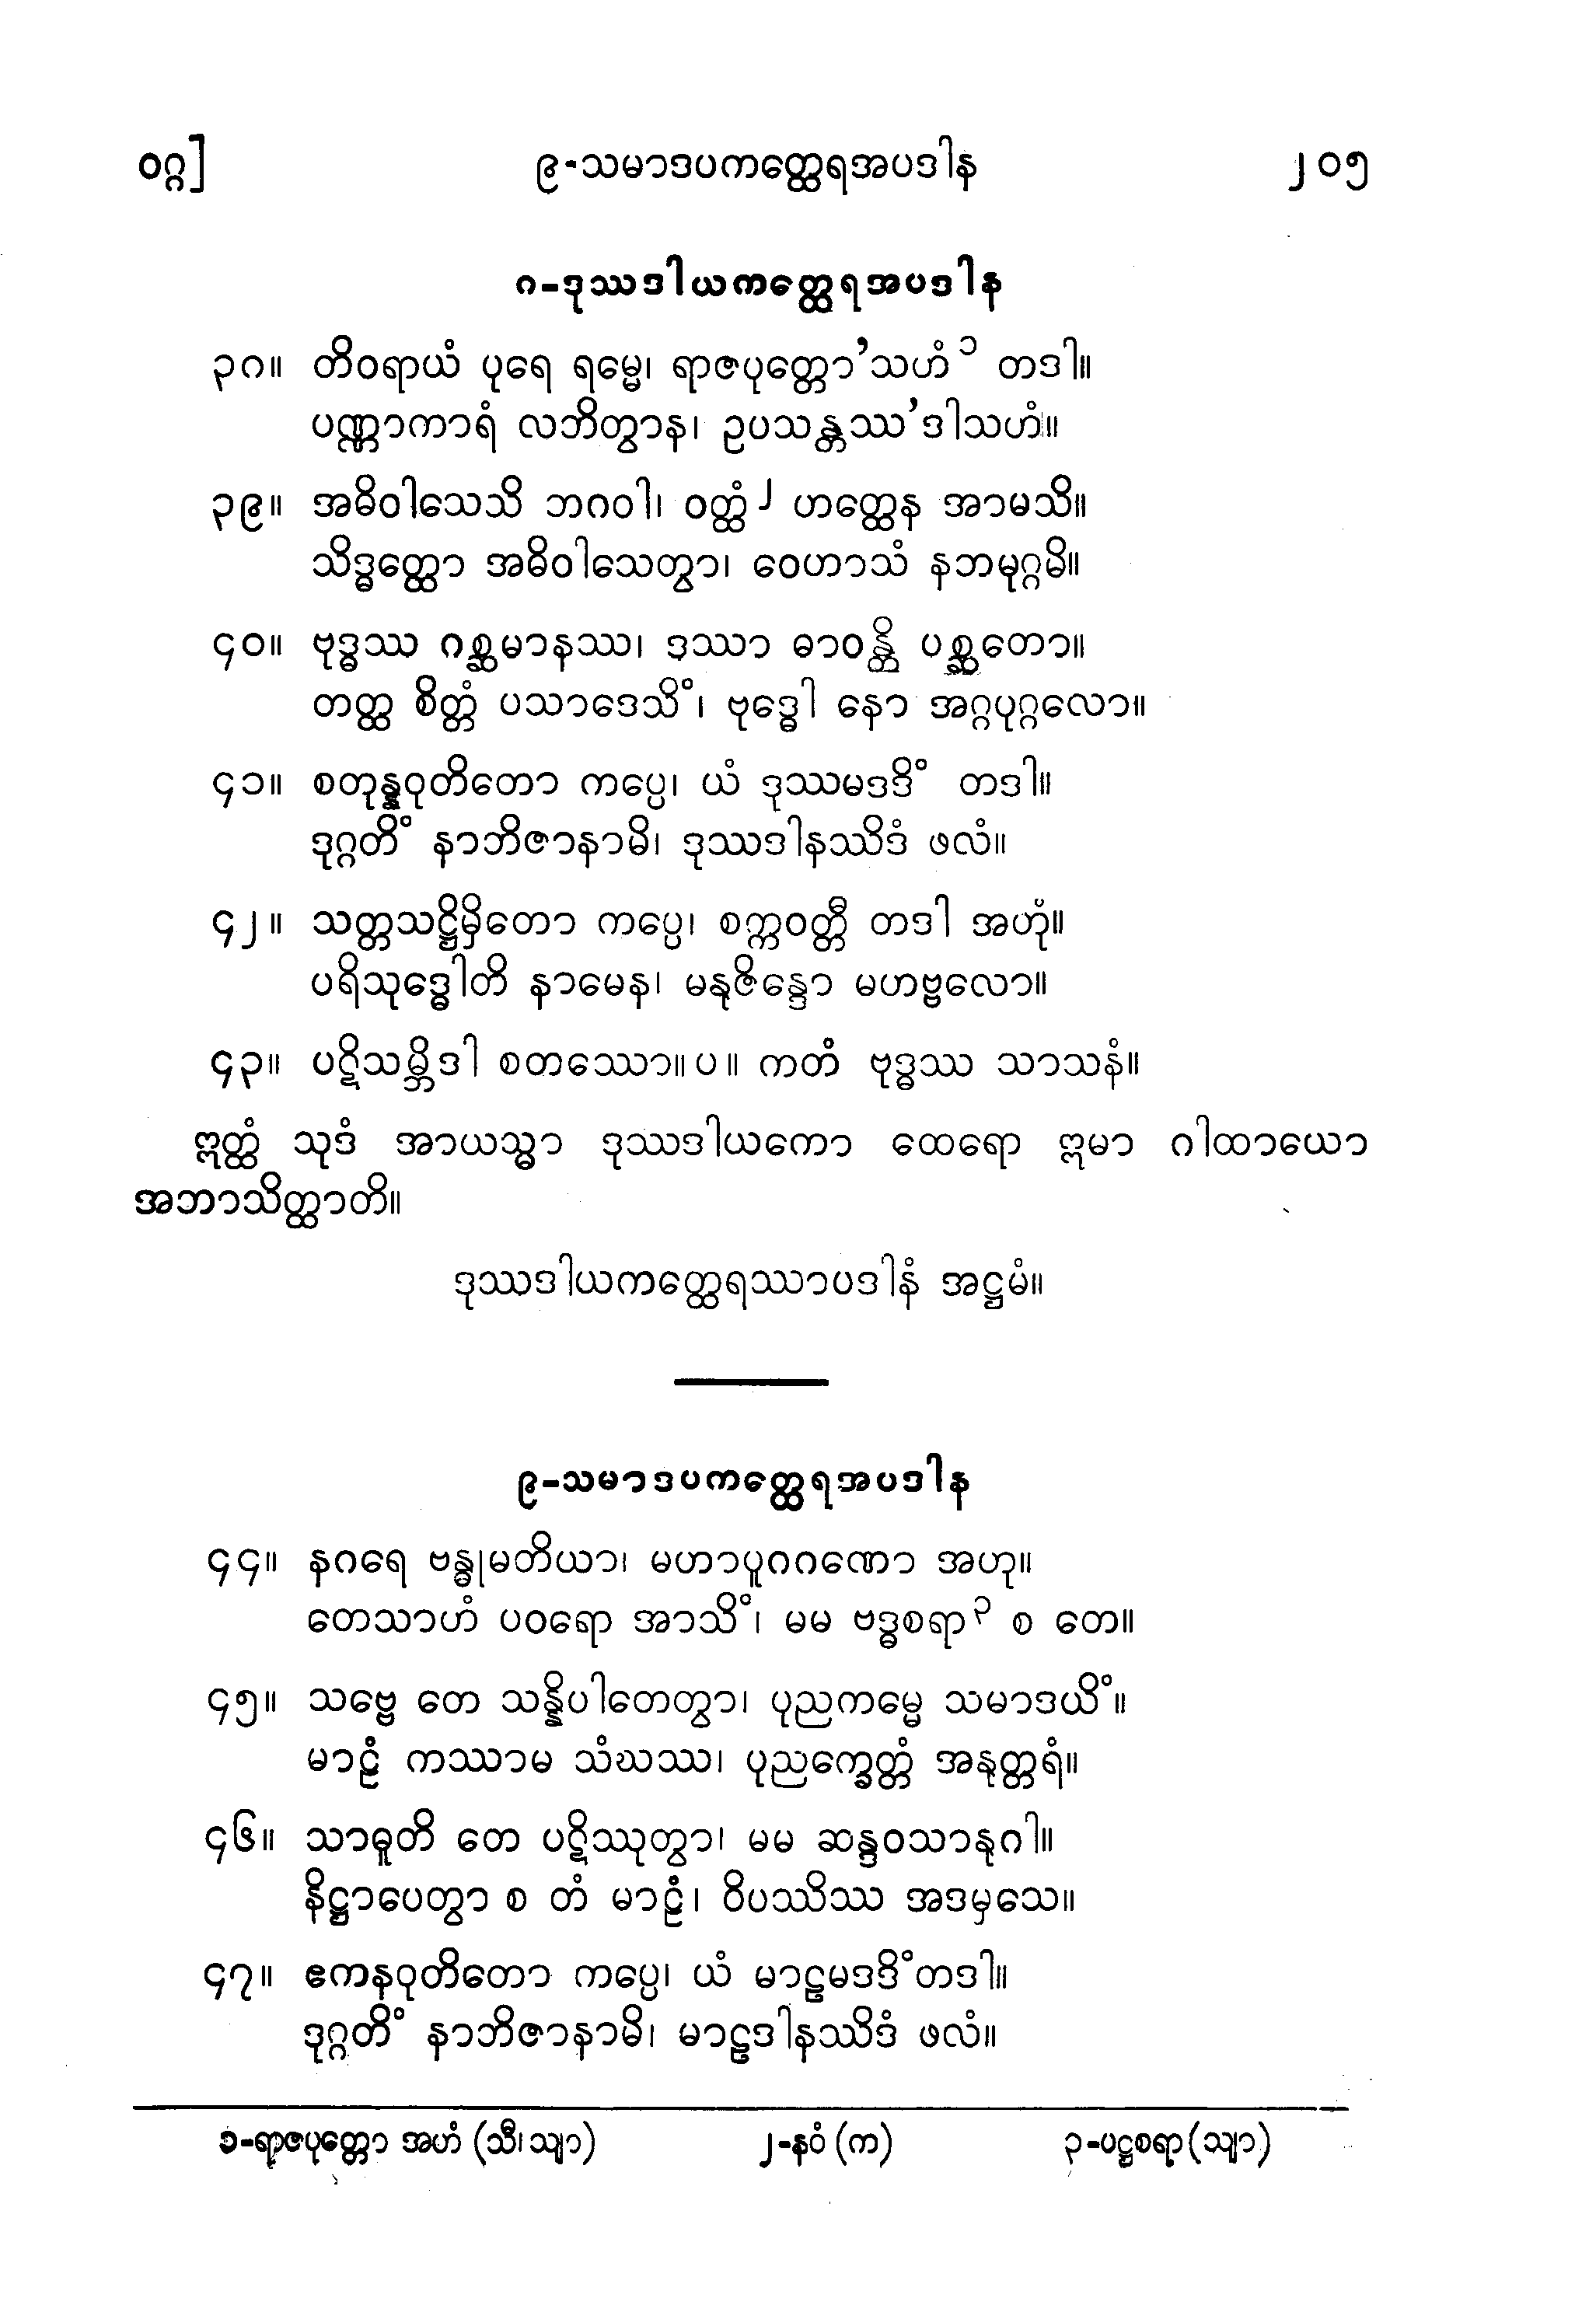 ဝဂ္ဂ]
၉-သမာဒပကတ္ထေရအပဒါန
၂၀၅
ဂ-ဒုဿဒါယကတ္ထေရအပဒါန
၃ဂ။ တိဝရာယံ ပုရေ ရမ္မေ၊ ရာဇပုတ္တော’သဟံ ၁ တဒါ။
ပဏ္ဏာကာရံ လဘိတွာန၊ ဥပသန္တဿ’ဒါသဟံ။
၃၉။ အဓိဝါသေသိ ဘဂဝါ၊ ဝတ္ထံ ၂ ဟတ္ထေန အာမသိ။
သိဒ္ဓတ္ထော အဓိဝါသေတွာ၊ ဝေဟာသံ နဘမုဂ္ဂမိ။
၄၀။ ဗုဒ္ဓဿ ဂစ္ဆမာနဿ၊ ဒုဿာ ဓာဝန္တိ ပစ္ဆတော။
တတ္ထ စိတ္တံ ပသာဒေသိံ၊ ဗုဒ္ဓေါ နော အဂ္ဂပုဂ္ဂလော။
၄၁။ စတုန္နဝုတိတော ကပ္ပေ၊ ယံ ဒုဿမဒဒိံ တဒါ။
ဒုဂ္ဂတိံ နာဘိဇာနာမိ၊ ဒုဿဒါနဿိဒံ ဖလံ။
၄၂။ သတ္တသဋ္ဌိမှိတော ကပ္ပေ၊ စက္ကဝတ္တီ တဒါ အဟုံ။
ပရိသုဒ္ဓေါတိ နာမေန၊ မနုဇိန္ဒော မဟဗ္ဗလော။
၄၃။ ပဋိသမ္ဘိဒါ စတဿော။ ပ ။ ကတံ ဗုဒ္ဓဿ သာသနံ။
ဣတ္ထံ သုဒံ အာယသ္မာ ဒုဿဒါယကော ထေရော ဣမာ ဂါထာယော
အဘာသိတ္ထာတိ။
ဒုဿဒါယကတ္ထေရဿာပဒါနံ အဋ္ဌမံ။
၉-သမာဒပကတ္ထေရအပဒါန
၄၄။ နဂရေ ဗန္ဓုမတိယာ၊ မဟာပူဂဂဏော အဟု။
တေသာဟံ ပဝရော အာသိံ၊ မမ ဗဒ္ဓစရာ ၃ စ တေ။
၄၅။ သဗ္ဗေ တေ သန္နိပါတေတွာ၊ ပုညကမ္မေ သမာဒယိံ။
မာဠံ ကဿာမ သံဃဿ၊ ပုညက္ခေတ္တံ အနုတ္တရံ။
၄၆။ သာဓူတိ တေ ပဋိဿုတွာ၊ မမ ဆန္ဒဝသာနုဂါ။
နိဋ္ဌာပေတွာ စ တံ မာဠံ၊ ဝိပဿိဿ အဒမှသေ။
၄၇။ ဧကနဝုတိတော ကပ္ပေ၊ ယံ မာဠမဒဒိံတဒါ။
ဒုဂ္ဂတိံ နာဘိဇာနာမိ၊ မာဠဒါနဿိဒံ ဖလံ။
၁-ရာဇပုတ္တော အဟံ (သီ၊ သျာ)
၂-နဝံ (က)
၃-ပဋ္ဌစရာ (သျာ)